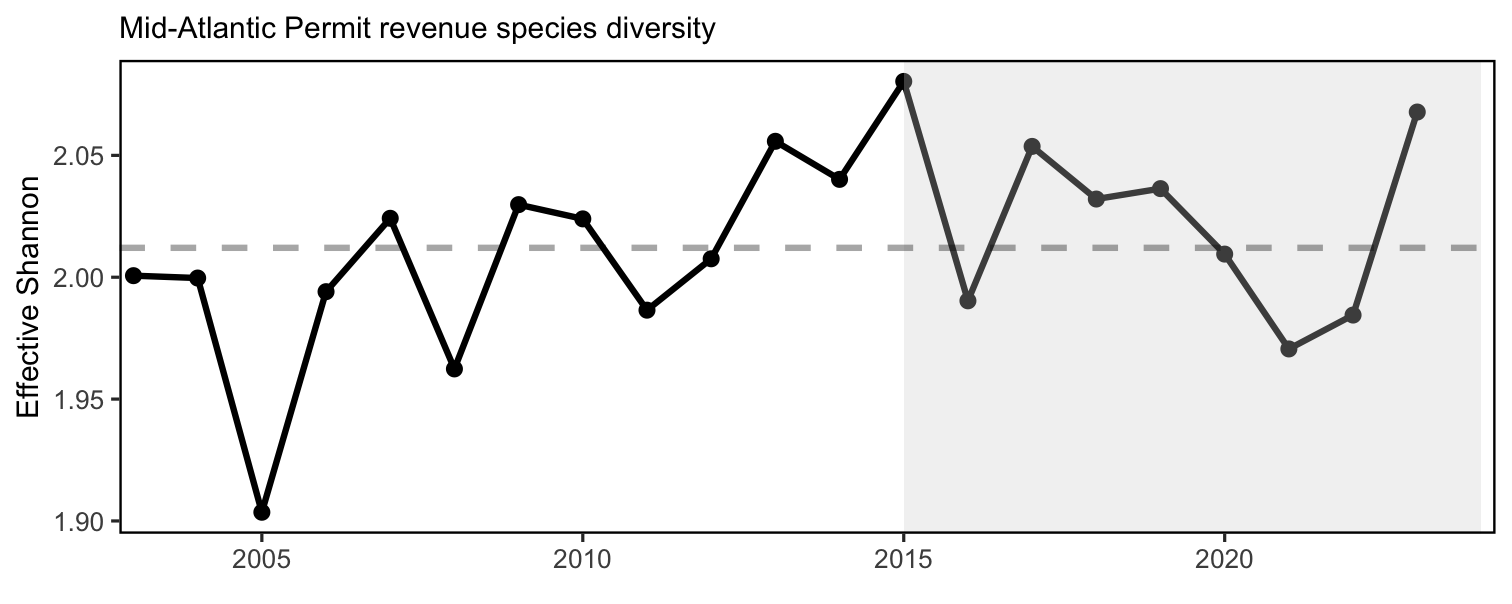 Mid-Atlantic Permit revenue species diversity
Effective Shannon
2.05
2.00
1.95
1.90
2005 2010 2015 2020